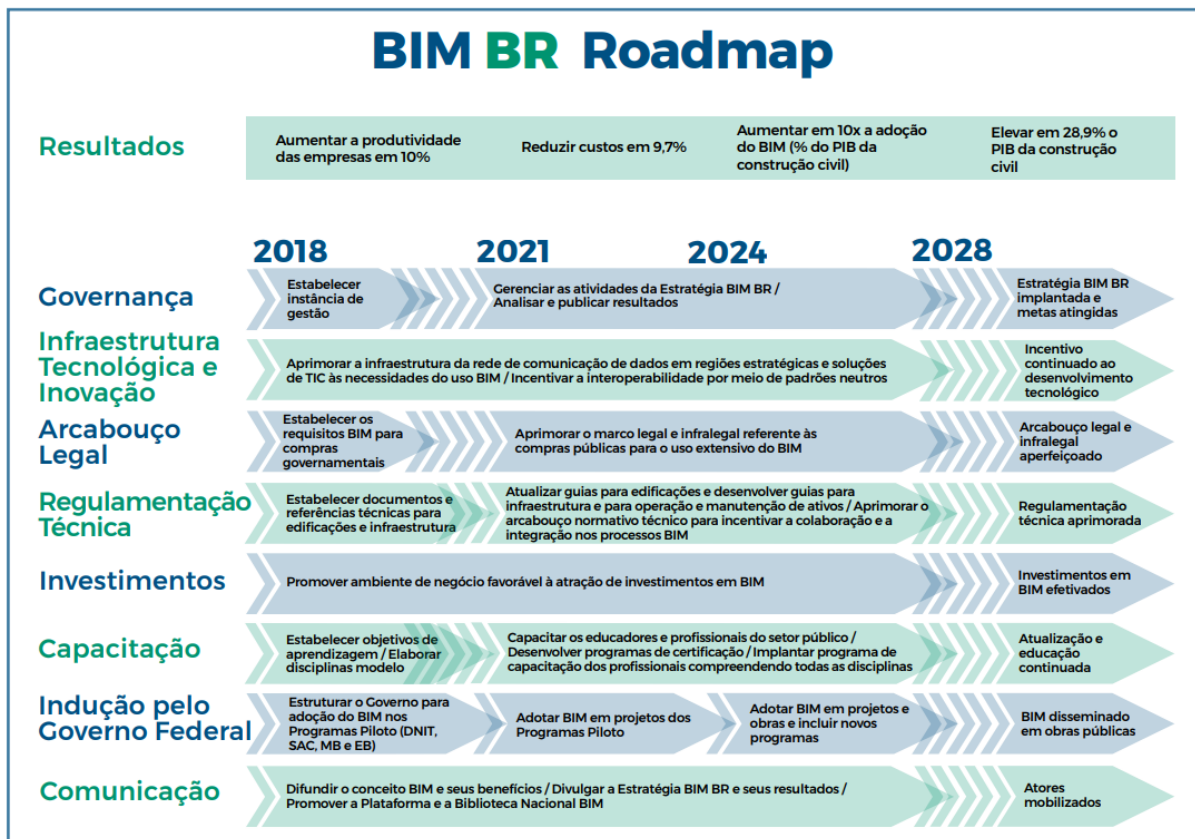 BIM BR Roadmap
Resultados
Aumentar a produtividade
das empresas em 10%
Reduzir custos em 9,7%
Aumentar em 10x a adoção
do BIM (% do PIB da
construção civil)
Elevar em 28,9% o
PIB da construção
civil
2018
2021
2024
2028
Governança
Estabelecer
instância de
gestão
Gerenciar as atividades da Estratégia BIM BR /
Analisar e publicar resultados
Estratégia BIM BR
implantada e
metas atingidas
Infraestrutura
Tecnológica e
Inovação
Aprimorar a infraestrutura da rede de comunicação de dados em regiões estratégicas e soluções
de TIC às necessidades do uso BIM / Incentivar a interoperabilidade por meio de padrões neutros
Incentivo
continuado ao
desenvolvimento
tecnológico
Arcabouço
Legal
Estabelecer os
requisitos BIM para
compras
governamentais
Aprimorar o marco legal e infralegal referente às
compras públicas para o uso extensivo do BIM
Arcabouço legal e
infralegal
aperfeiçoado
Regulamentação
Técnica
Estabelecer documentos e
referências técnicas para
edificações e infraestrutura
Atualizar guias para edificações e desenvolver guias para
infraestrutura e para operação e manutenção de ativos / Aprimorar o
arcabouço normativo técnico para incentivar a colaboração e a
integração nos processos BIM
Regulamentação
técnica aprimorada
Investimentos
Promover ambiente de negócio favorável à atração de investimentos em BIM
Investimentos em
BIM efetivados
Capacitação
Estabelecer objetivos de
aprendizagem / Elaborar
disciplinas modelo
Capacitar os educadores e profissionais do setor público /
Desenvolver programas de certificação / Implantar programa de
capacitação dos profissionais compreendendo todas as disciplinas
Atualização e
educação
continuada
Indução pelo
Governo Federal
Estruturar o Governo para
adoção do BIM nos
Programas Piloto (DNIT,
SAC, MB e EB)
Adotar BIM em projetos dos
Programas Piloto
Adotar BIM em projetos e
obras e incluir novos
programas
BIM disseminado
em obras públicas
Comunicação
Difundir o conceito BIM e seus benefícios / Divulgar a Estratégia BIM BR e seus resultados /
Promover a Plataforma e a Biblioteca Nacional BIM
Atores
mobilizados